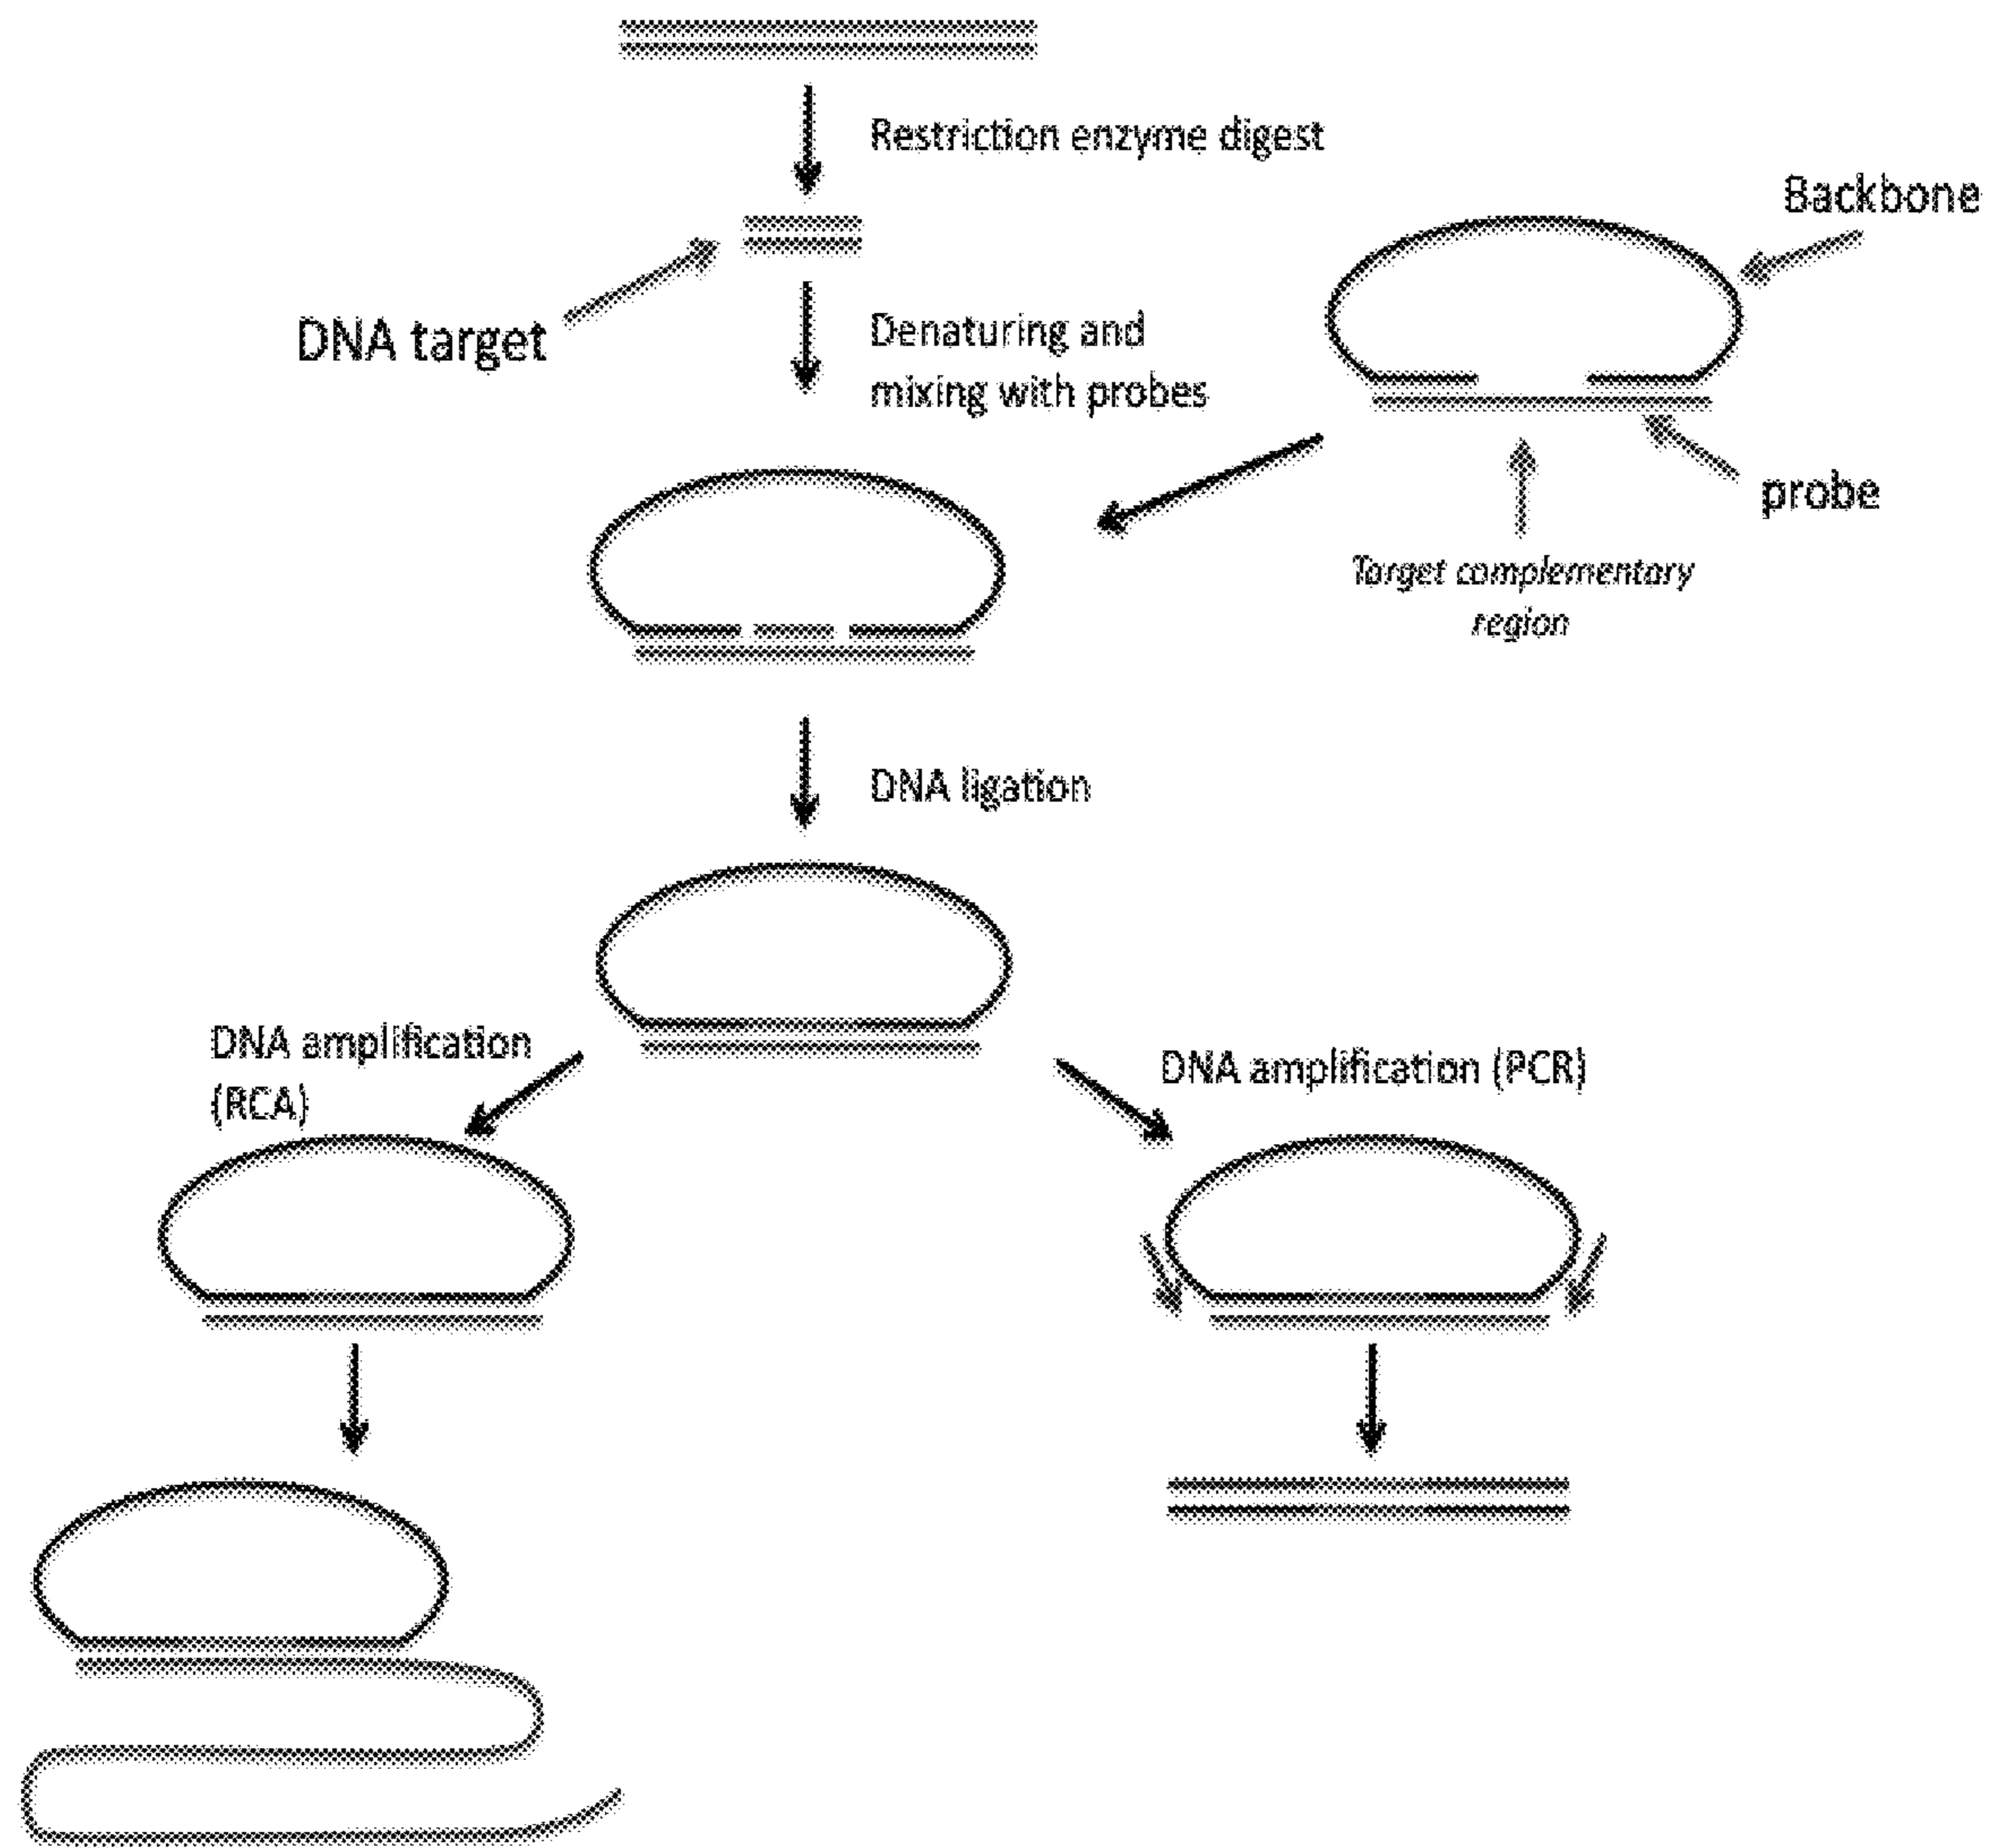 Restriction enzyme digest
Backbone
DNA target
Denaturing and
mixing with probes
probe
Target complementary
region
DNA ligation
DNA amplification
(RCA)
DNA amplification (PCR)